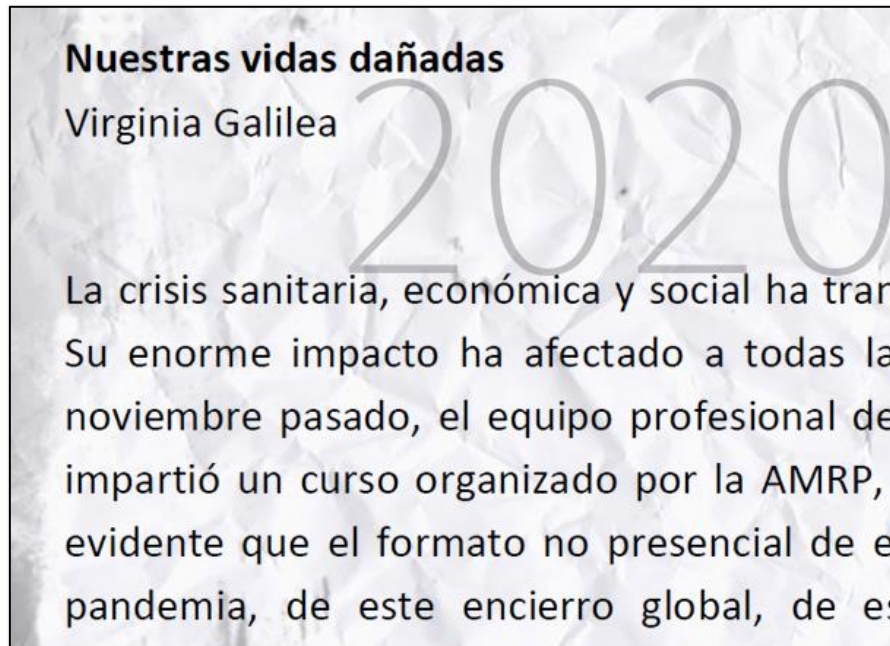 Nuestras vidas dañadas
Virginia Galilea
2020
La crisis sanitaria, económica y social ha
Su enorme impacto ha afectado a todas
noviembre pasado, el equipo profesional
impartió un curso organizado por la AMRP,
evidente que el formato no presencial de
pandemia, de este encierro global, de